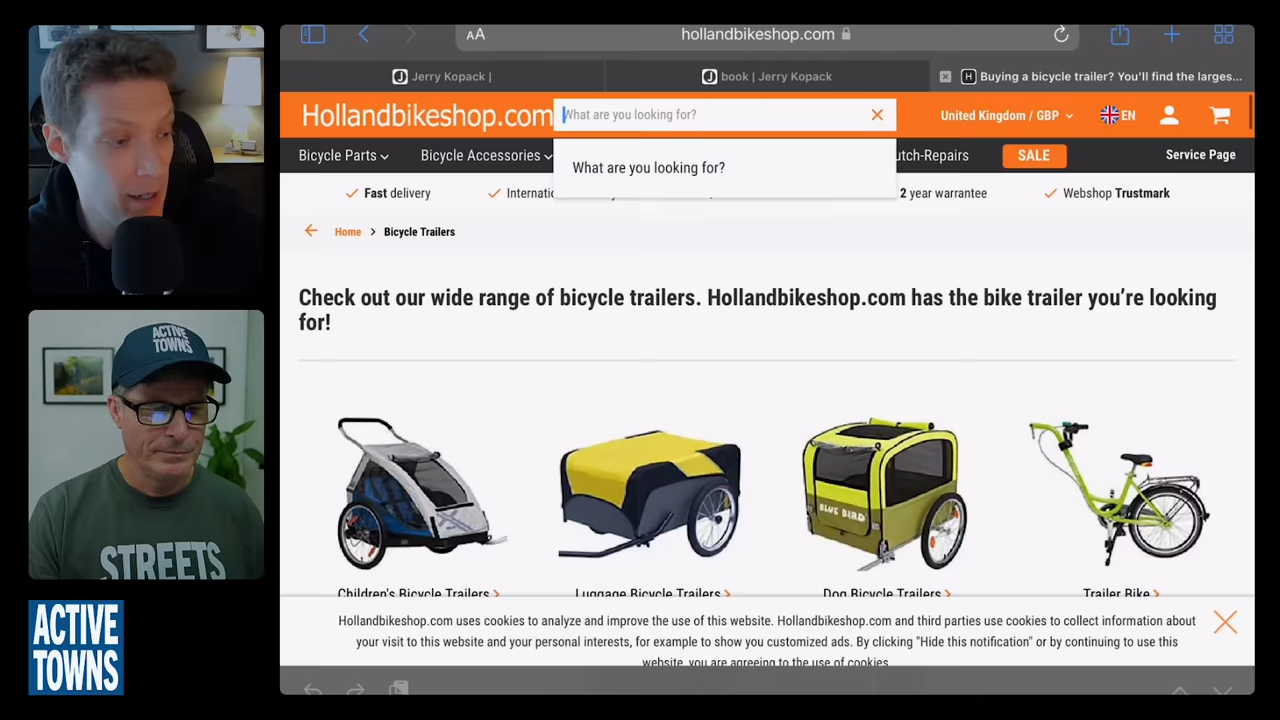 AA
hollandbikeshop.com
Jerry Kopack |
book | Jerry Kopack
Buying a bicycle trailer? You'll find the larges...
Hollandbikeshop.com
What are you looking for?
United Kingdom / GBP
EN
Bicycle Parts
Bicycle Accessories
What are you looking for?
utch-Repairs
SALE
Service Page
Fast delivery
Internatio
2 year warrantee
Webshop Trustmark
Home > Bicycle Trailers
Check out our wide range of bicycle trailers. Hollandbikeshop.com has the bike trailer you're looking
for!
BLUE BIRD
Children's Bicycle Trailers >
Luggage Bicycle Trailers >
Dog Bicycle Trailers >
Trailer Bike >
Hollandbikeshop.com uses cookies to analyze and improve the use of this website. Hollandbikeshop.com and third parties use cookies to collect information about
your visit to this website and your personal interests, for example to show you customized ads. By clicking "Hide this notification" or by continuing to use this
website, you are agreeing to the use of cookies.
ACTIVE
TOWNS
STREETS
ACTIVE
TOWNS